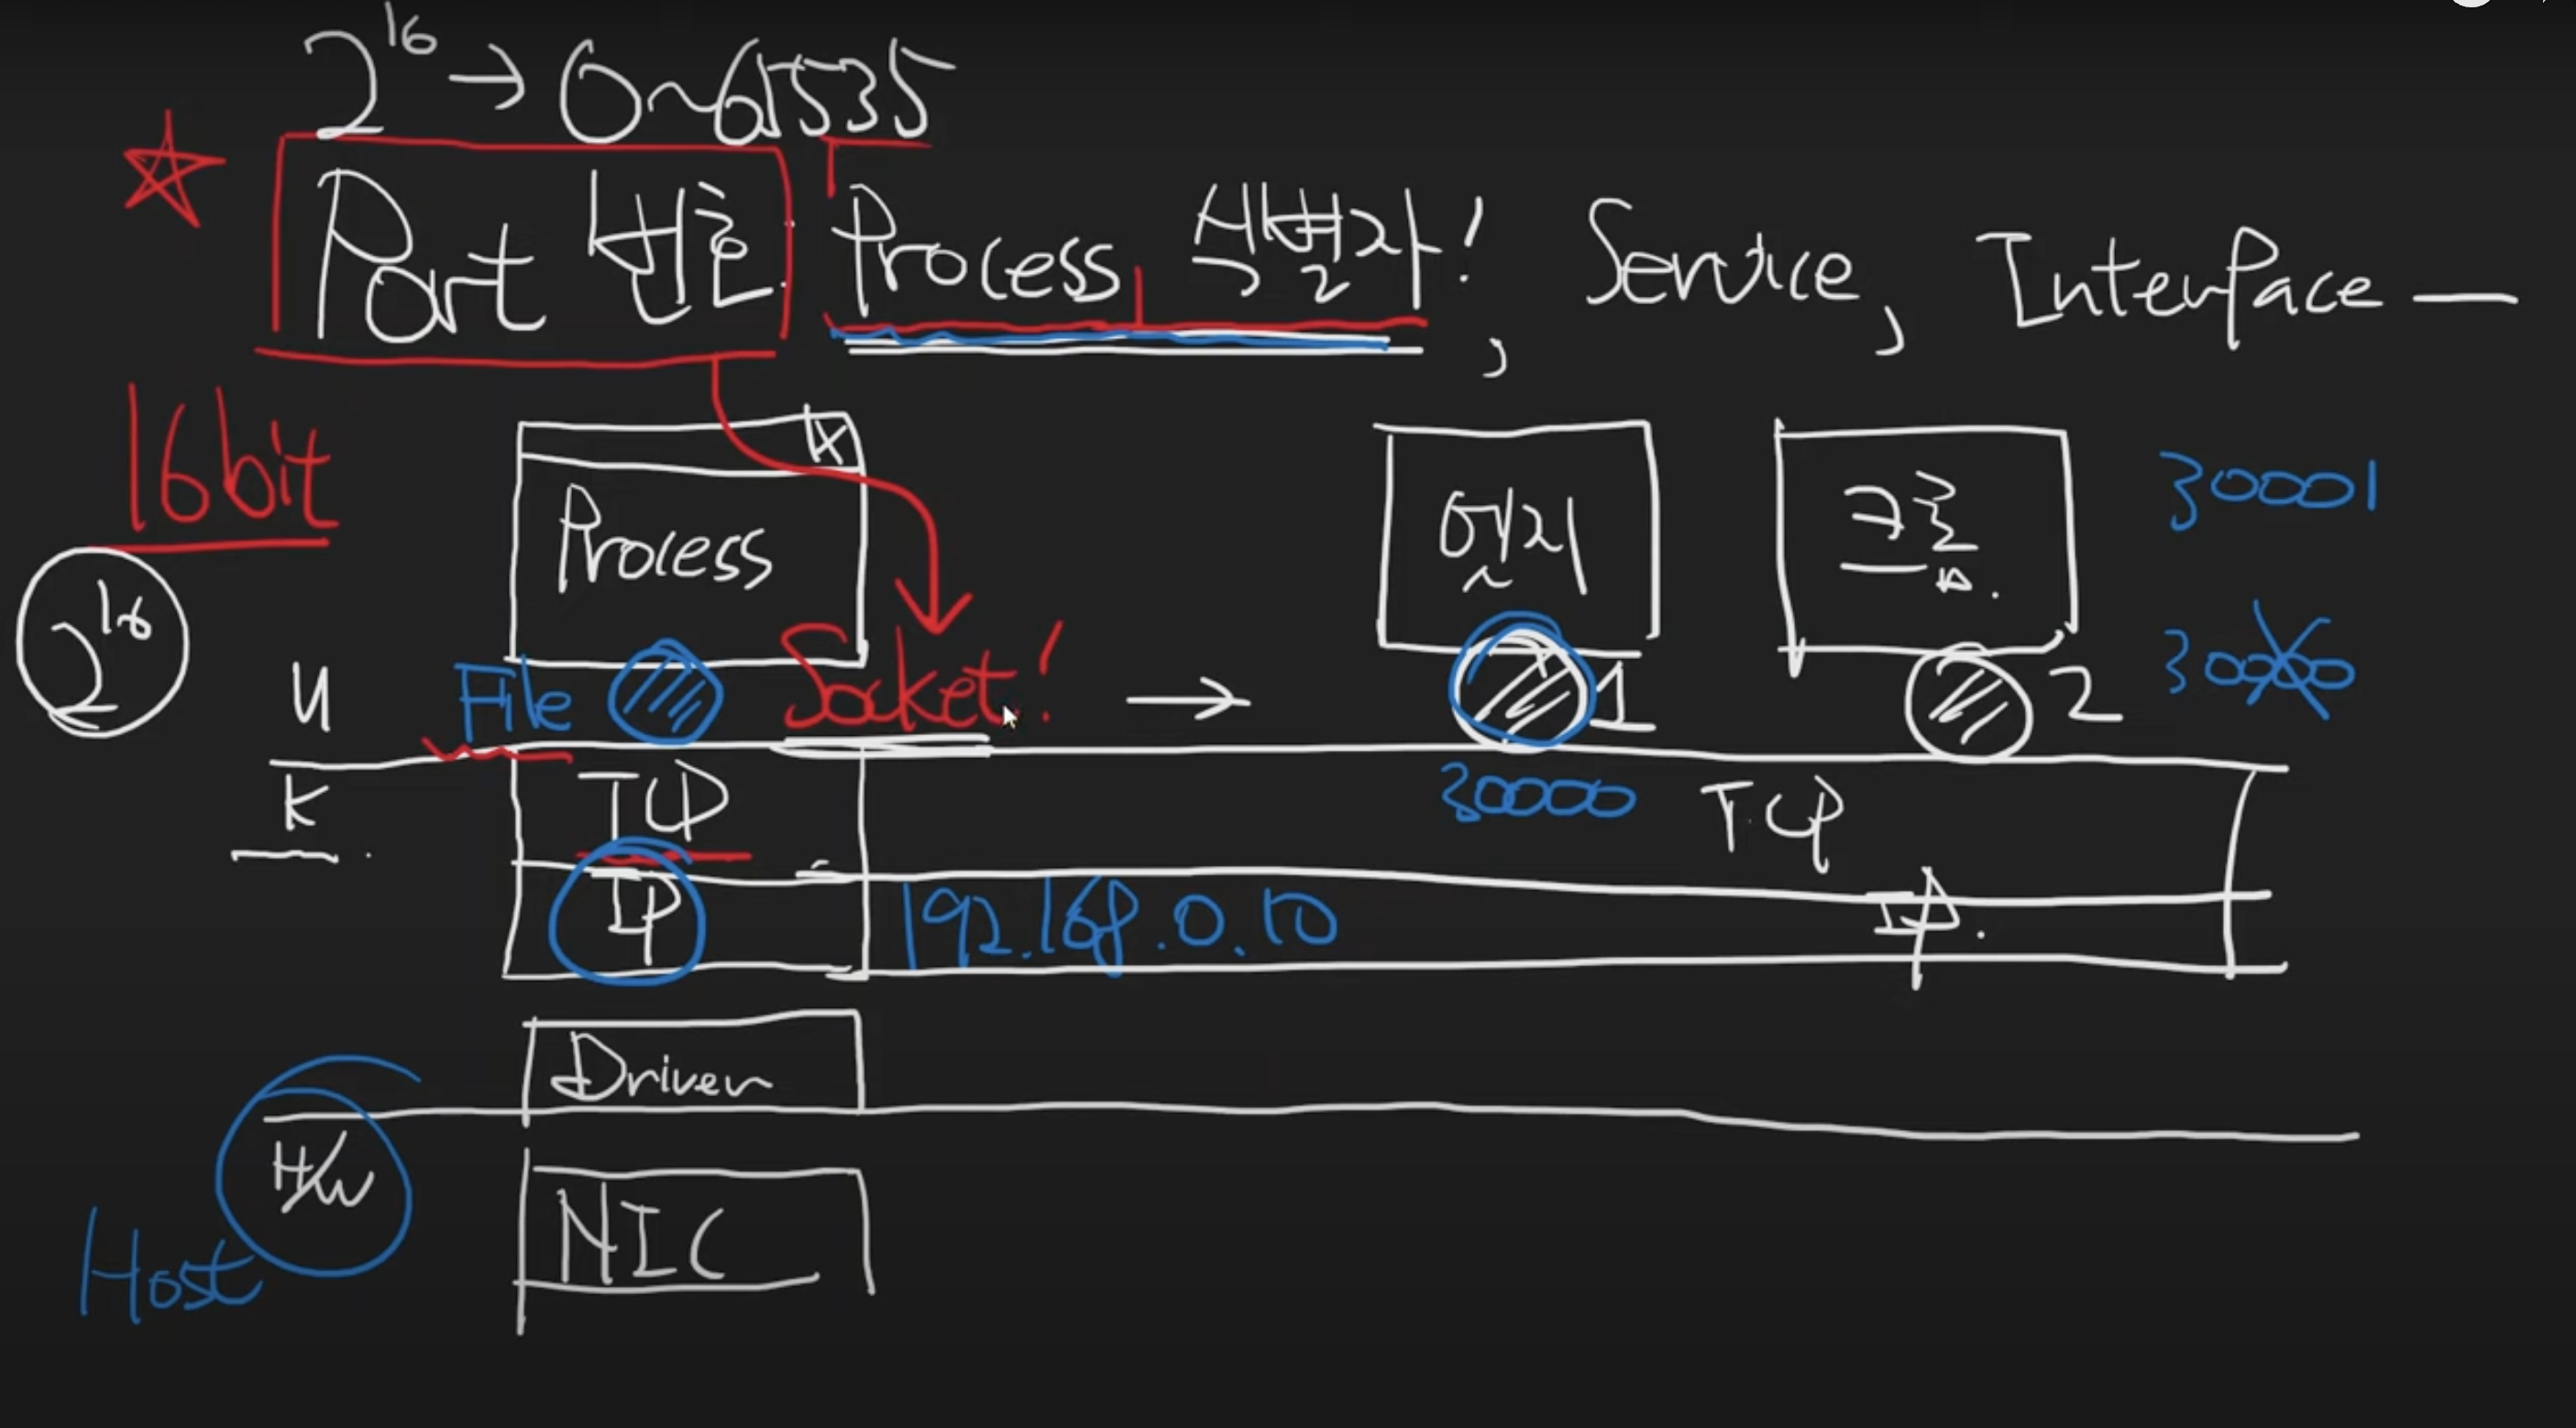 2^16 → 0~65535
Port 번호: Process 식별자!, Service, Interface —
16bit
2^16
Process
엣지
크롬.
30001
30000
U
File
Socket!
→
1
2
K
TCP
30000
TCP
IP
192.168.0.10
IP.
Driver
H/W
Host
NIC